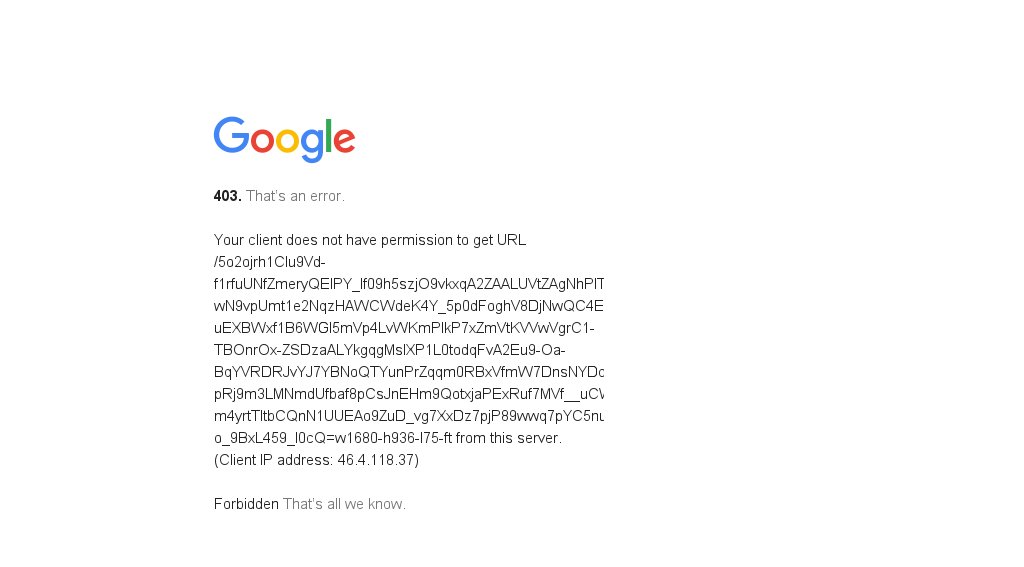 Google
403. That's an error.
Your client does not have permission to get URL
/5o2ojrh1Clu9Vd-
f1rfuUNfZmeryQEIPY_lf09h5szjO9vkxqA2ZAALUVtZAgNhPIT
wN9vpUmt1e2NqzHAWCWdeK4Y_5p0dFoghV8DjNwQC4E
uEXBWxf1B6WGl5mVp4LvWKmPlkP7xZmVtKVVwVgrC1-
TBOnrOx-ZSDzaALYkgqgMslXP1L0todqFvA2Eu9-Oa-
BqYVRDRJvYJ7YBNoQTYunPrZqqm0RBxVfmW7DnsNYDc
pRj9m3LMNmdUfbaf8pCsJnEHm9QotxjaPExRuf7MVf__uCW
m4yrtTltbCQnN1UUEAo9ZuD_vg7XxDz7pjP89wwq7pYC5nu
o_9BxL459_l0cQ=w1680-h936-l75-ft from this server.
(Client IP address: 46.4.118.37)
Forbidden That's all we know.